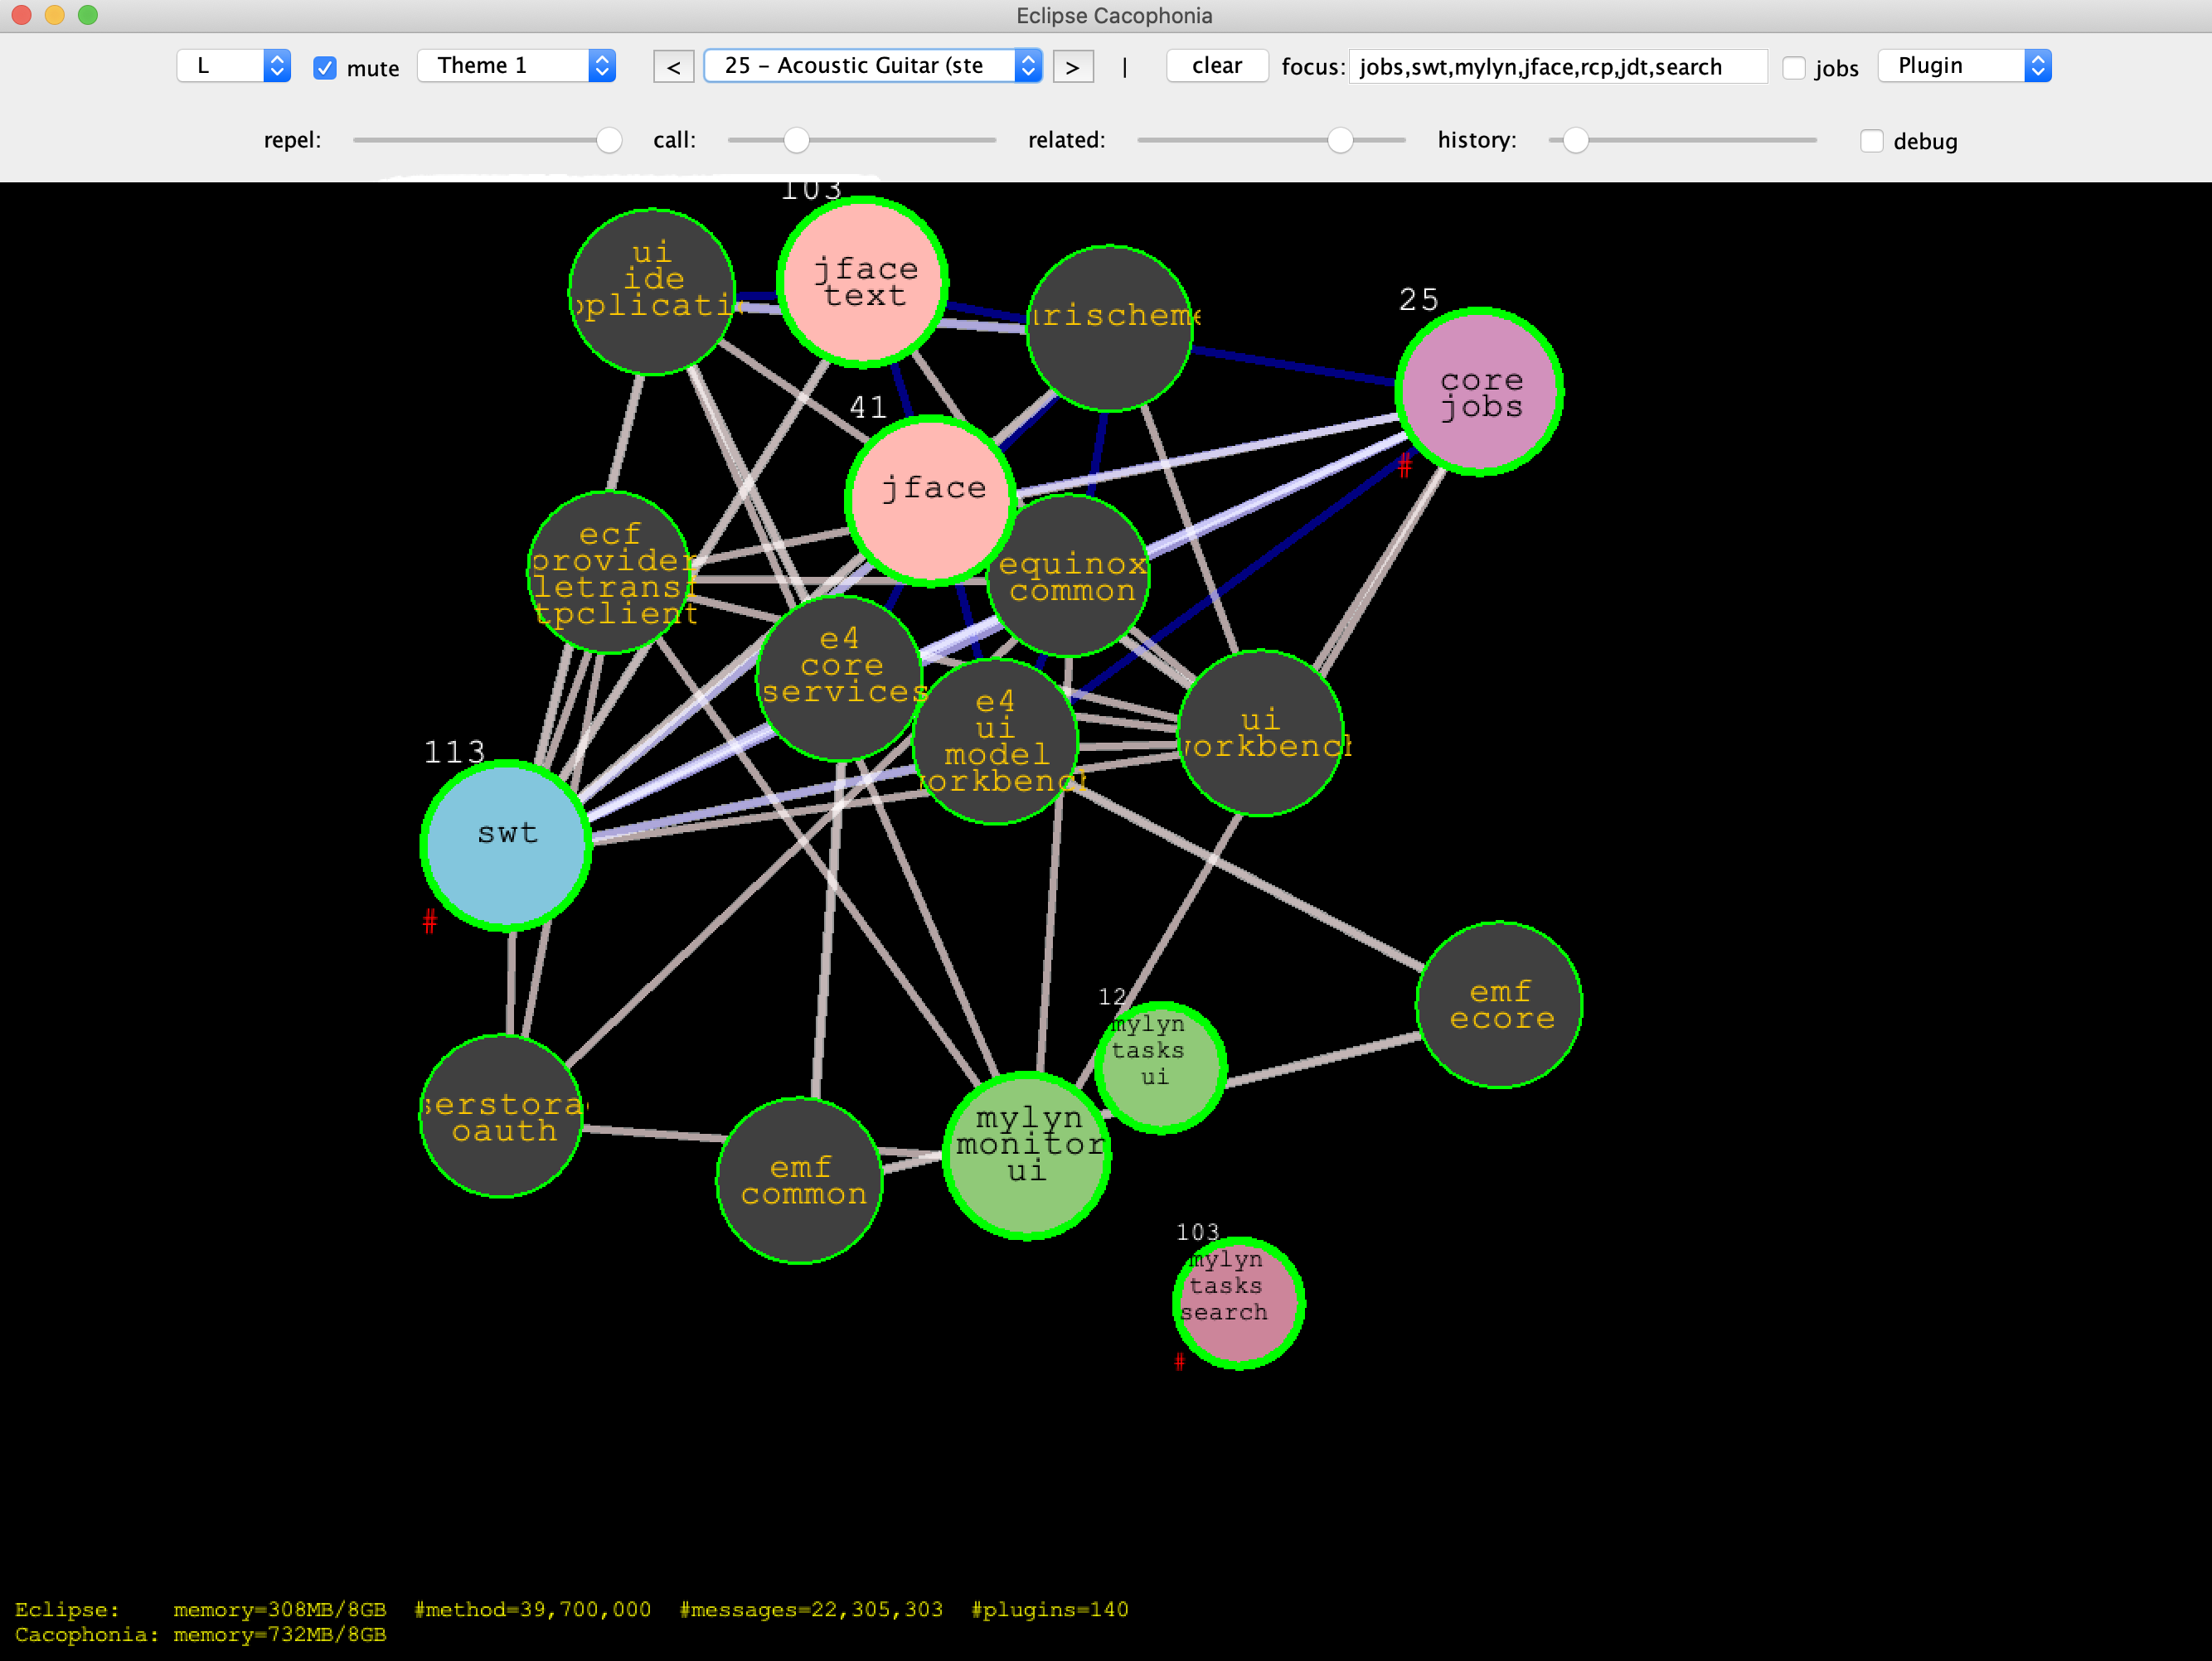 Eclipse Cacophonia
L mute Theme 1 < 25 - Acoustic Guitar (ste > | clear focus: jobs,swt,mylyn,jface,rcp,jdt,search jobs Plugin
repel: call: related: history: debug
103
ui
ide
pplicati
jface
text
urischeme
25
core
jobs
#
41
jface
ecf
provider
letransf
tpclient
equinox
common
e4
core
services
e4
ui
model
workbench
ui
workbench
113
swt
#
emf
ecore
12
mylyn
tasks
ui
serstorag
oauth
mylyn
monitor
ui
emf
common
103
mylyn
tasks
search
#
Eclipse: memory=308MB/8GB #method=39,700,000 #messages=22,305,303 #plugins=140
Cacophonia: memory=732MB/8GB